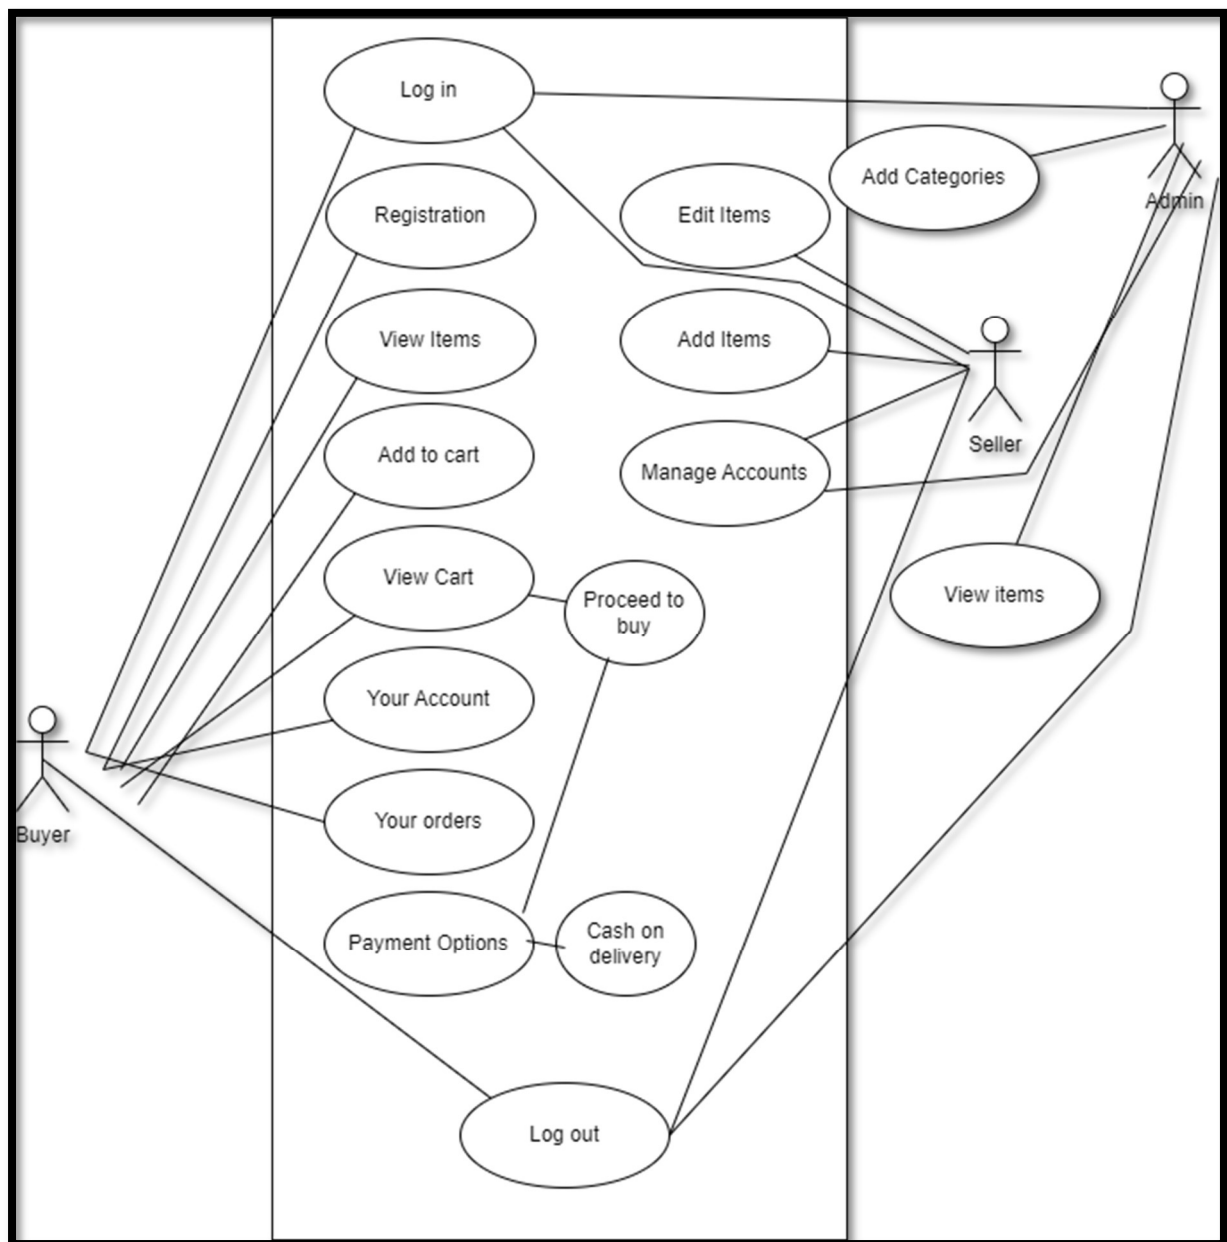 Log in
Add Categories
Admin
Registration
Edit Items
View Items
Add Items
Seller
Add to cart
Manage Accounts
View Cart
Proceed to
buy
View items
Your Account
Buyer
Your orders
Payment Options
Cash on
delivery
Log out